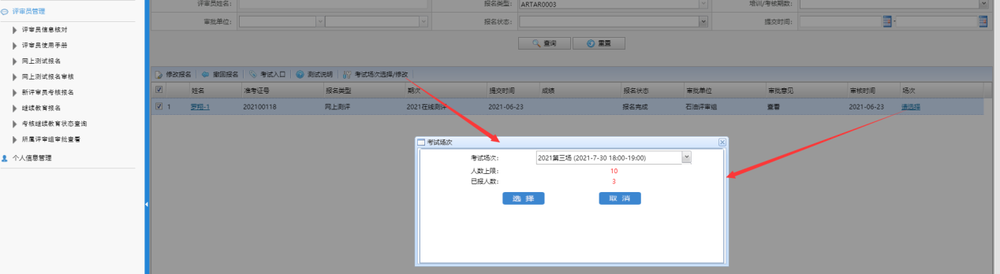 评审员管理
评审员信息核对
评审员使用手册
网上测试报名
网上测试报名审核
新评审员考核报名
继续教育报名
考核继续教育状态查询
所属评审组审批查看
个人信息管理
评审员姓名: 报名类型: ARTAR0003 培训/考核期数:
审批单位: 报名状态: 提交时间: -
查询 重置
修改报名 撤回报名 考试入口 测试说明 考试场次选择/修改
姓名 准考证号 报名类型 期次 提交时间 成绩 报名状态 审批单位 审批意见 审核时间 场次
1 罗翔-1 202100118 网上测评 2021在线测评 2021-06-23 报名完成 石油评审组 查看 2021-06-23 请选择
考试场次
考试场次: 2021第三场 (2021-7-30 18:00-19:00)
人数上限: 10
已报人数: 3
选 择 取 消